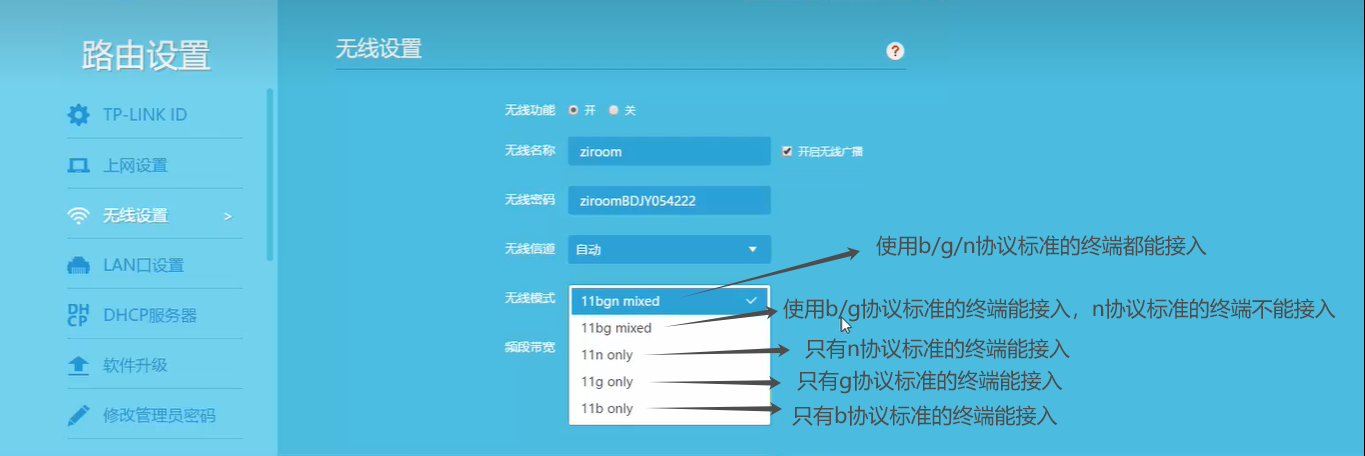 路由设置
TP-LINK ID
上网设置
无线设置 >
LAN口设置
DHCP DHCP服务器
软件升级
修改管理员密码
无线设置 ?
无线功能 开 关
无线名称 ziroom 开启无线广播
无线密码 ziroomBDJY054222
无线信道 自动
使用b/g/n协议标准的终端都能接入
无线模式 11bgn mixed
11bg mixed 使用b/g协议标准的终端能接入，n协议标准的终端不能接入
频段带宽 11n only 只有n协议标准的终端能接入
11g only 只有g协议标准的终端能接入
11b only 只有b协议标准的终端能接入